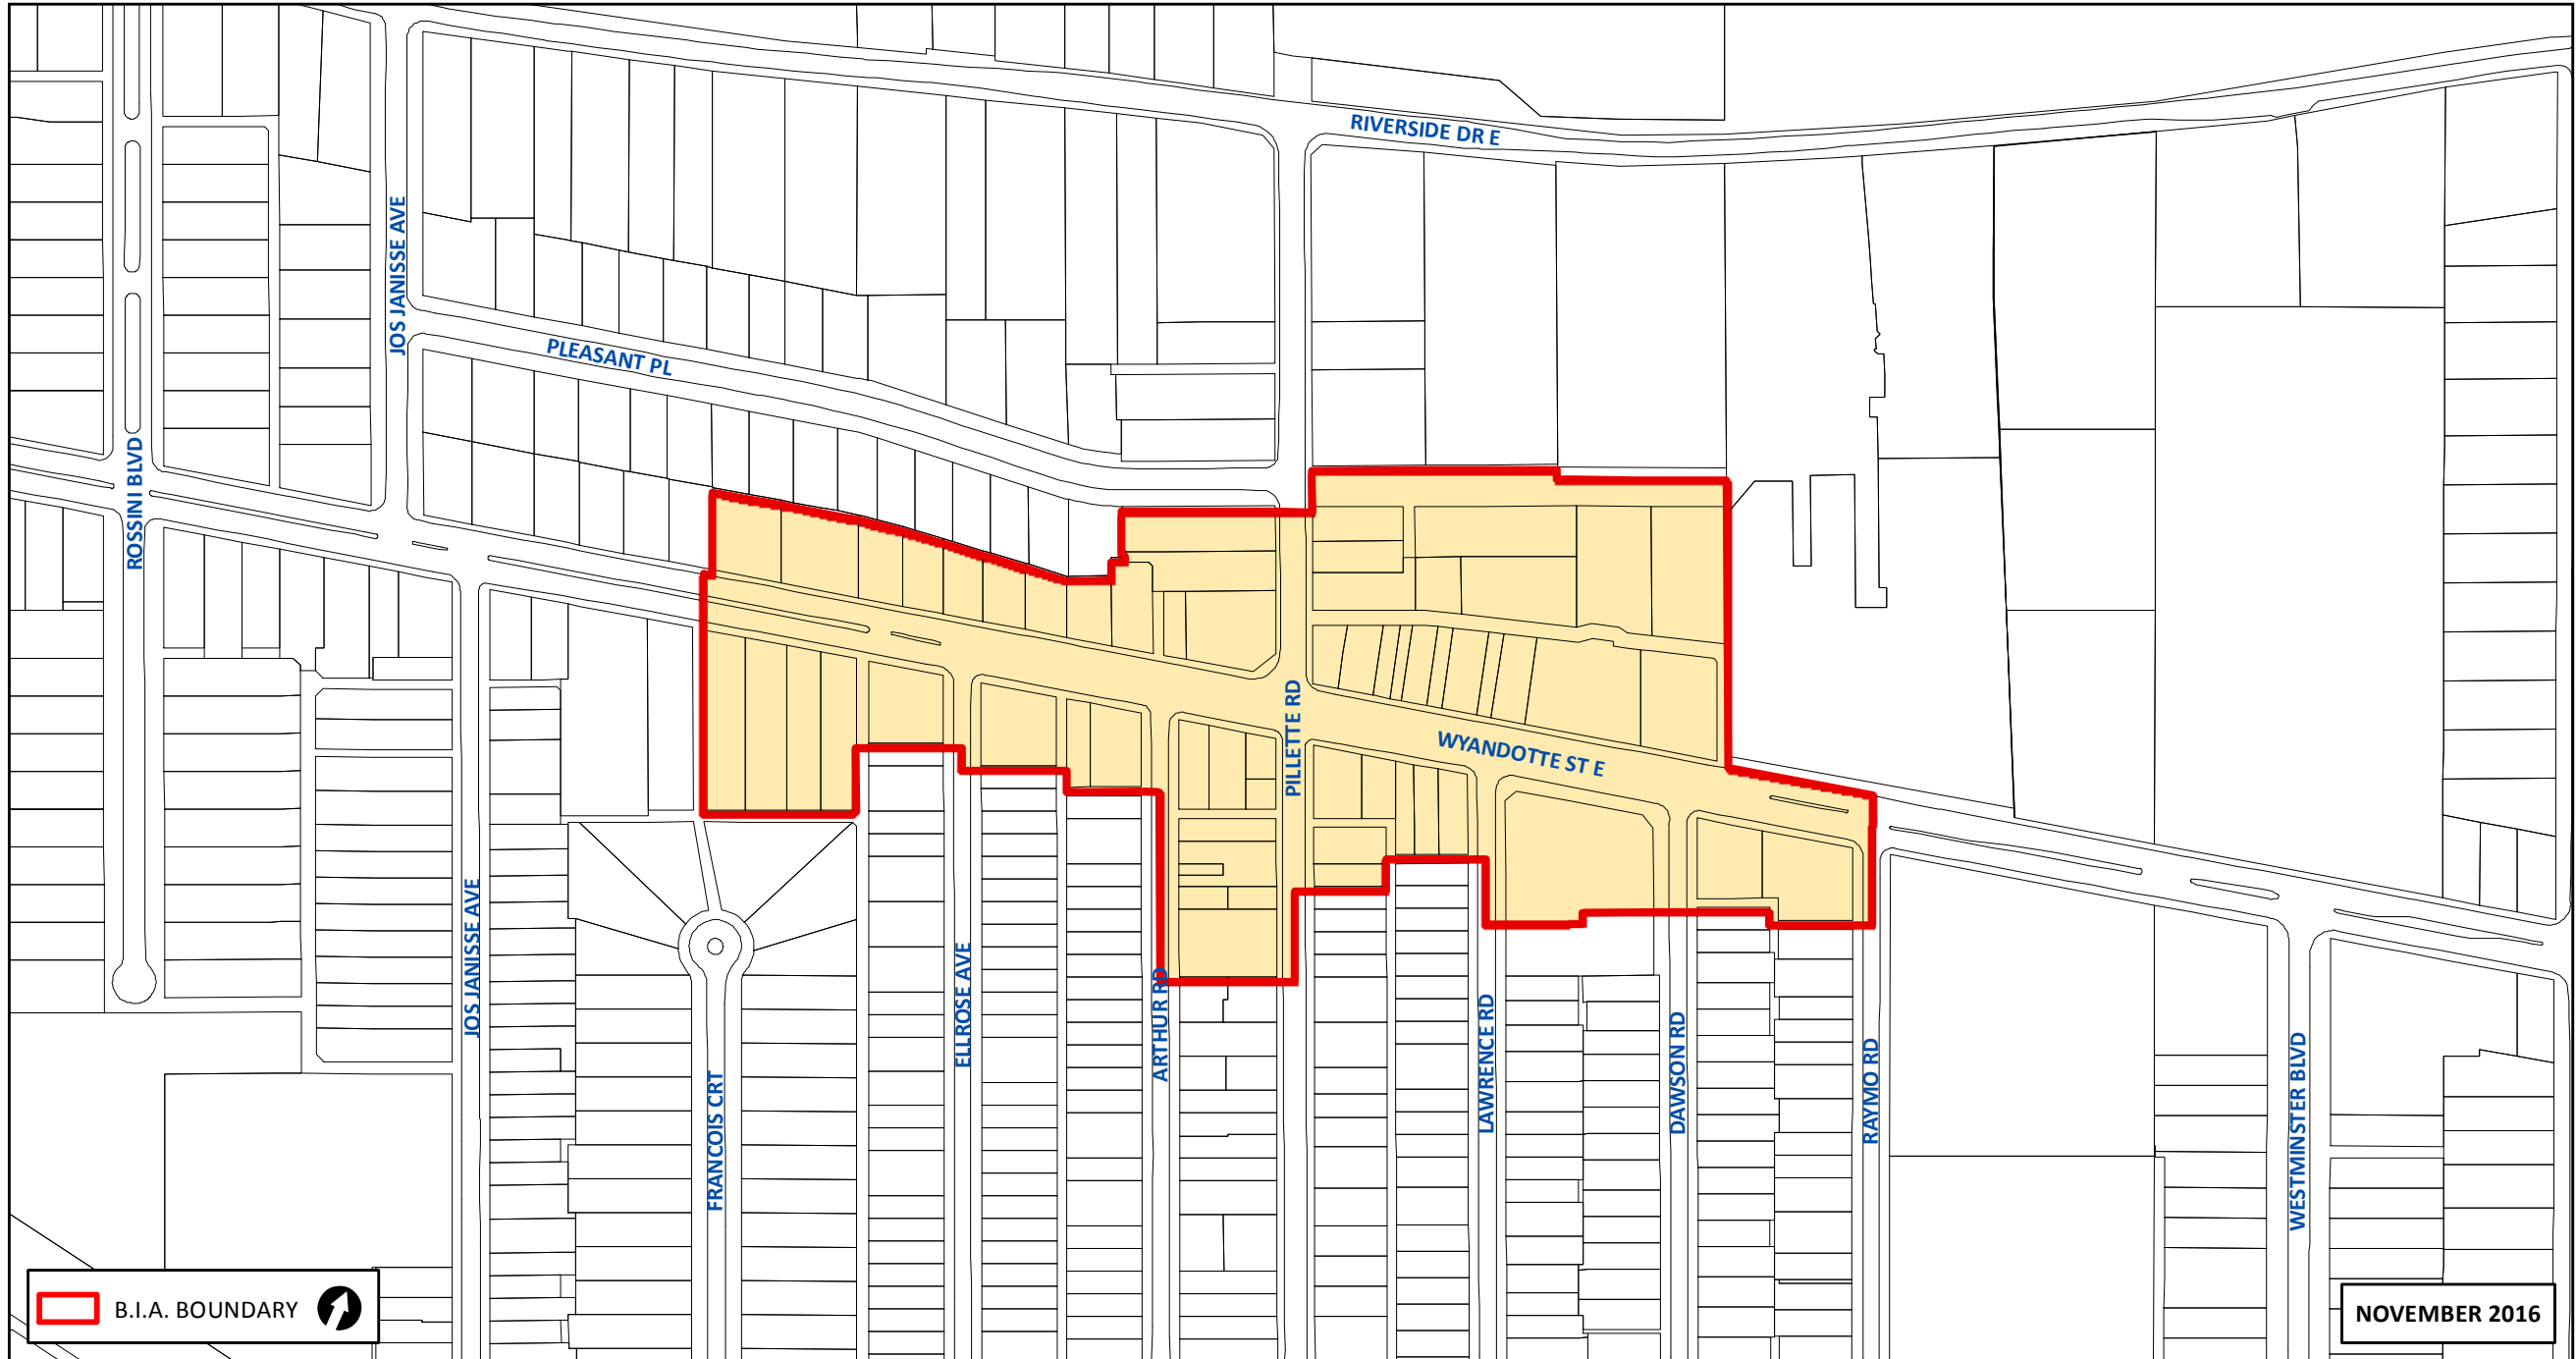 RIVERSIDE DR E
JOS JANISSE AVE
PLEASANT PL
ROSSINI BLVD
PILLETTE RD
WYANDOTTE ST E
JOS JANISSE AVE
ELLROSE AVE
ARTHUR RD
LAWRENCE RD
DAWSON RD
RAYMO RD
WESTMINSTER BLVD
FRANCOIS CRT
B.I.A. BOUNDARY
NOVEMBER 2016